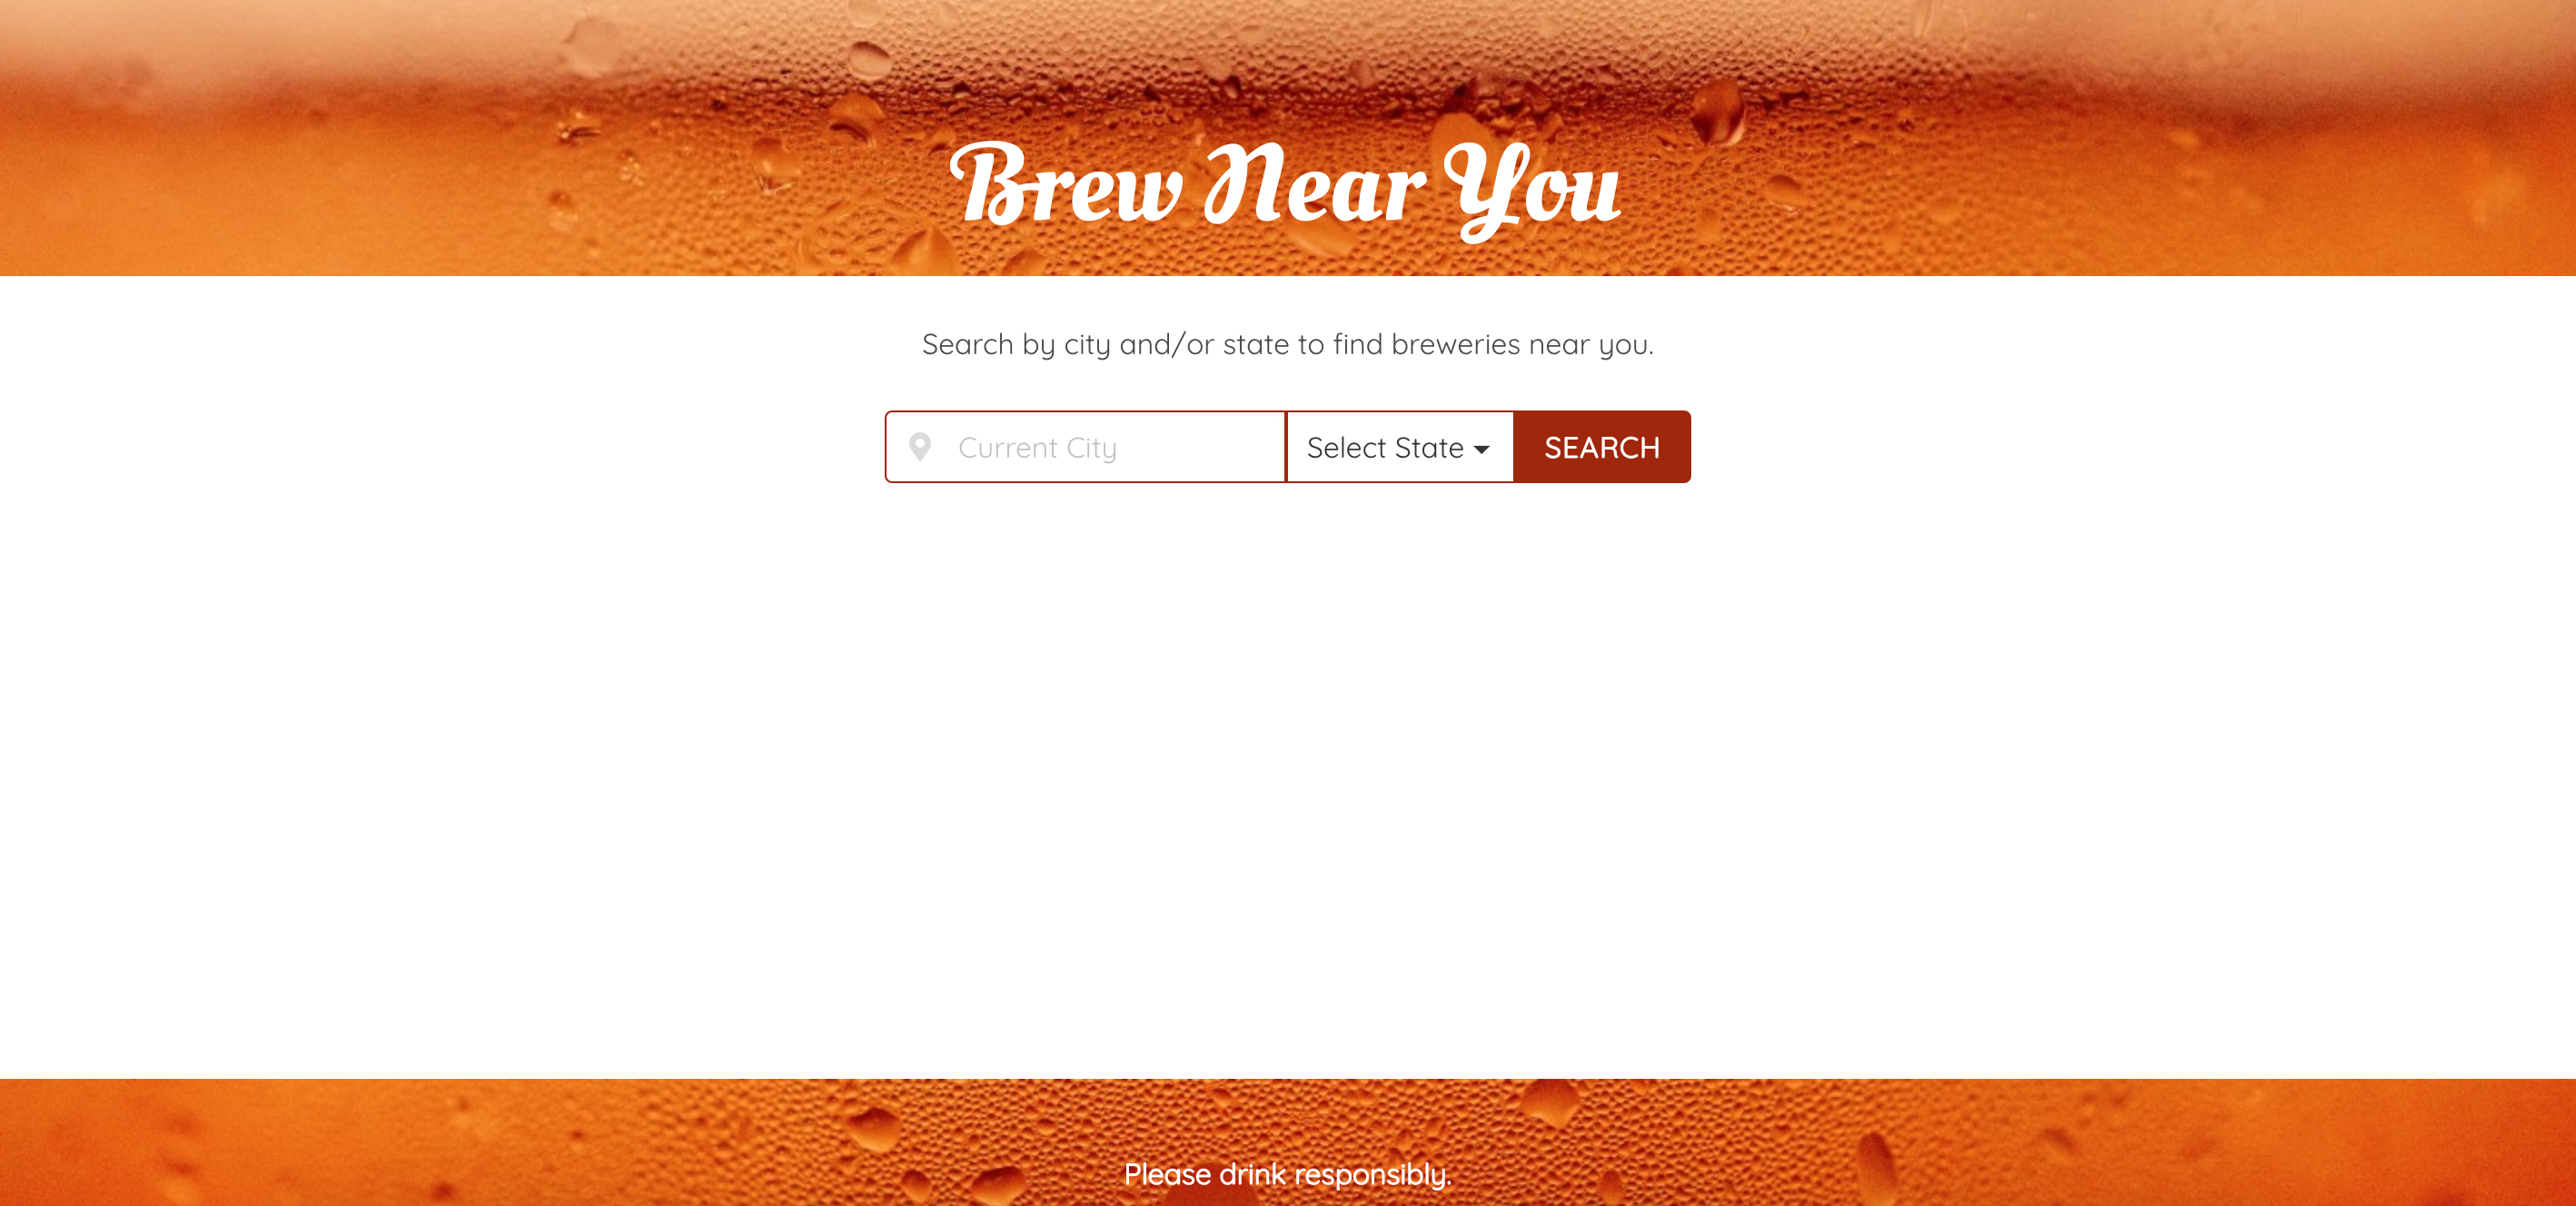 Brew Near You
Search by city and/or state to find breweries near you.
Current City
Select State
SEARCH
Please drink responsibly.